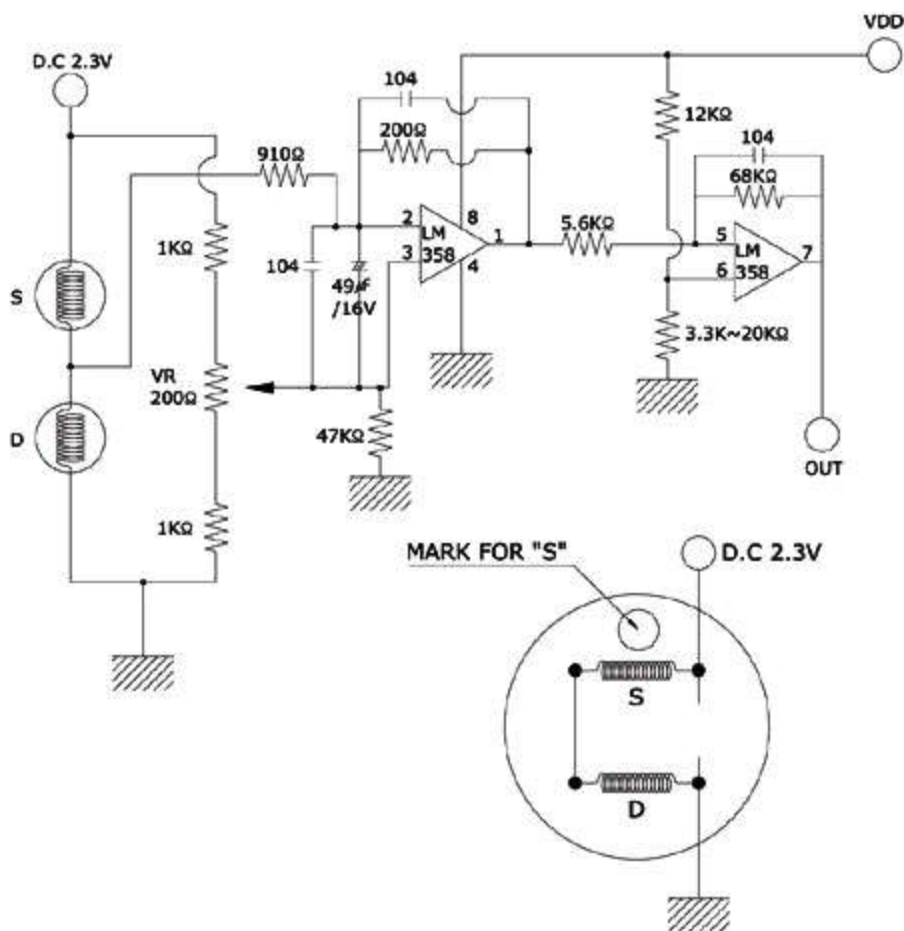 VDD
D.C 2.3V
104
12KΩ
200Ω
104
910Ω
68KΩ
2
8
1
5.6KΩ
5
LM
LM
7
1KΩ
3
358
358
104
4
6
49㎌
/16V
S
3.3K~20KΩ
VR
200Ω
D
47KΩ
OUT
1KΩ
MARK FOR "S"
D.C 2.3V
S
D